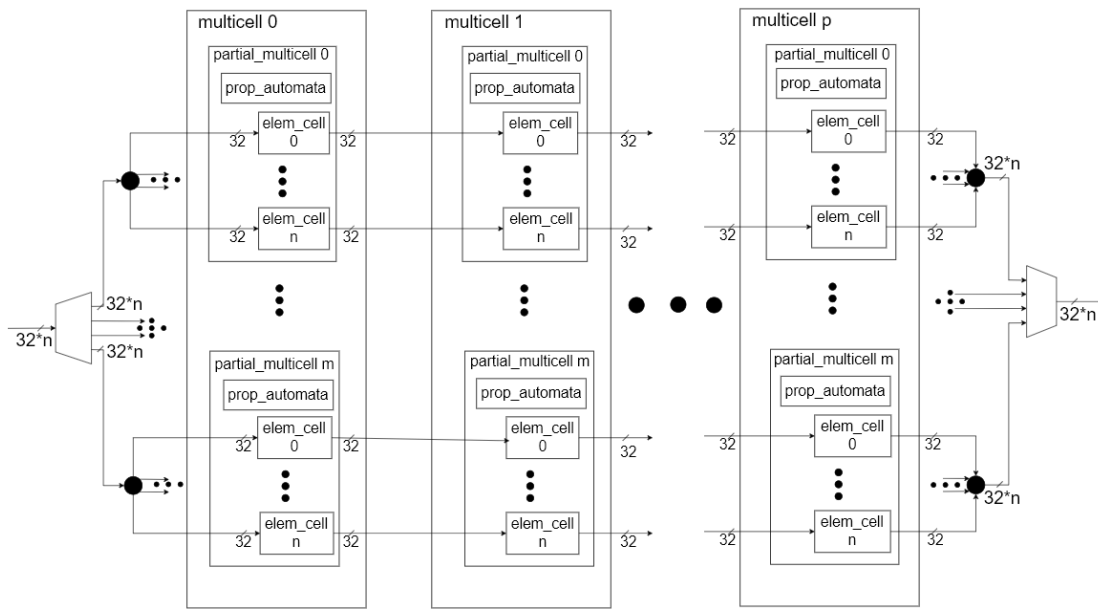 multicell 0
multicell 1
multicell p
partial_multicell 0
partial_multicell 0
partial_multicell 0
prop_automata
prop_automata
prop_automata
32
elem_cell
0
32
elem_cell
0
32
32
elem_cell
0
32
32*n
32
elem_cell
n
32
elem_cell
n
32
32
elem_cell
n
32
32*n
32*n
32*n
32*n
partial_multicell m
partial_multicell m
partial_multicell m
prop_automata
prop_automata
prop_automata
32
elem_cell
0
32
elem_cell
0
32
32
elem_cell
0
32
32*n
32
elem_cell
n
32
elem_cell
n
32
32
elem_cell
n
32